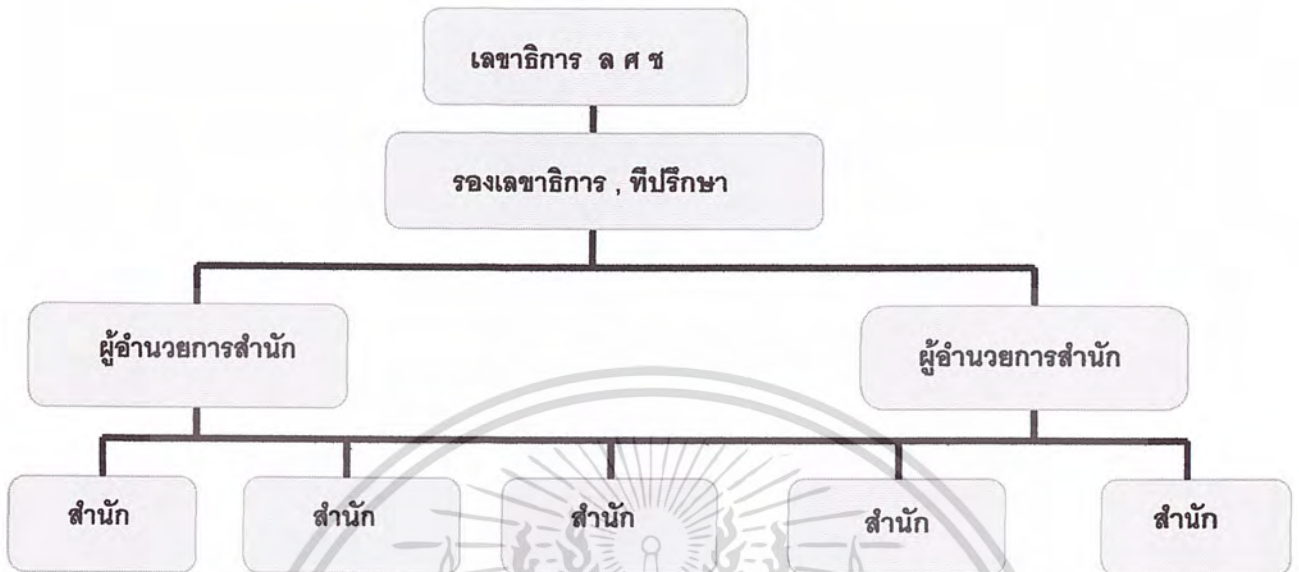 เลขาธิการ ล ศ ช
รองเลขาธิการ , ที่ปรึกษา
ผู้อำนวยการสำนัก
ผู้อำนวยการสำนัก
สำนัก
สำนัก
สำนัก
สำนัก
สำนัก